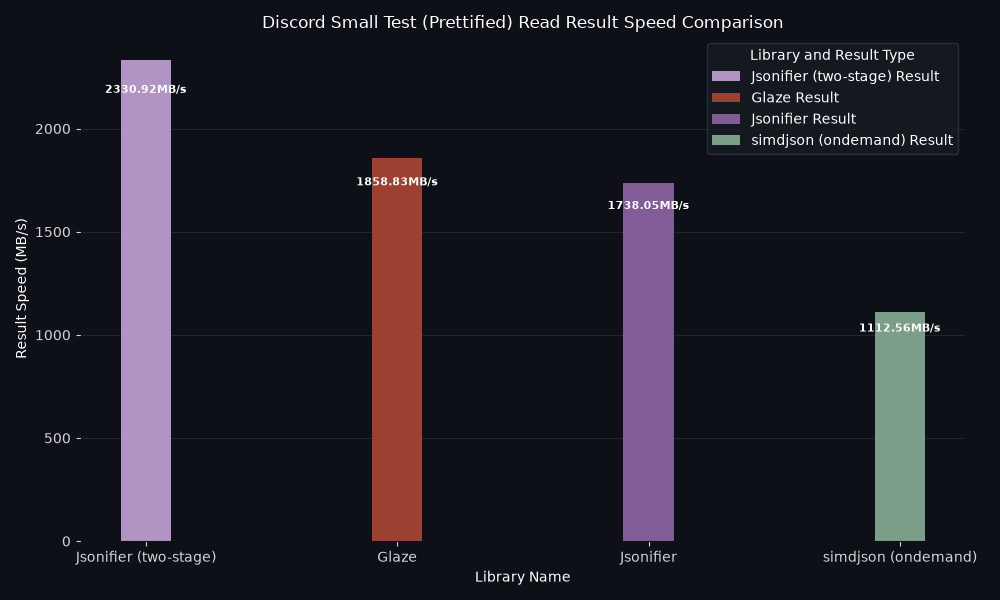 Discord Small Test (Prettified) Read Result Speed Comparison
Library and Result Type
Jsonifier (two-stage) Result
Glaze Result
Jsonifier Result
simdjson (ondemand) Result
2330.92MB/s
1858.83MB/s
1738.05MB/s
1112.56MB/s
Result Speed (MB/s)
2000
1500
1000
500
0
Jsonifier (two-stage)
Glaze
Jsonifier
simdjson (ondemand)
Library Name